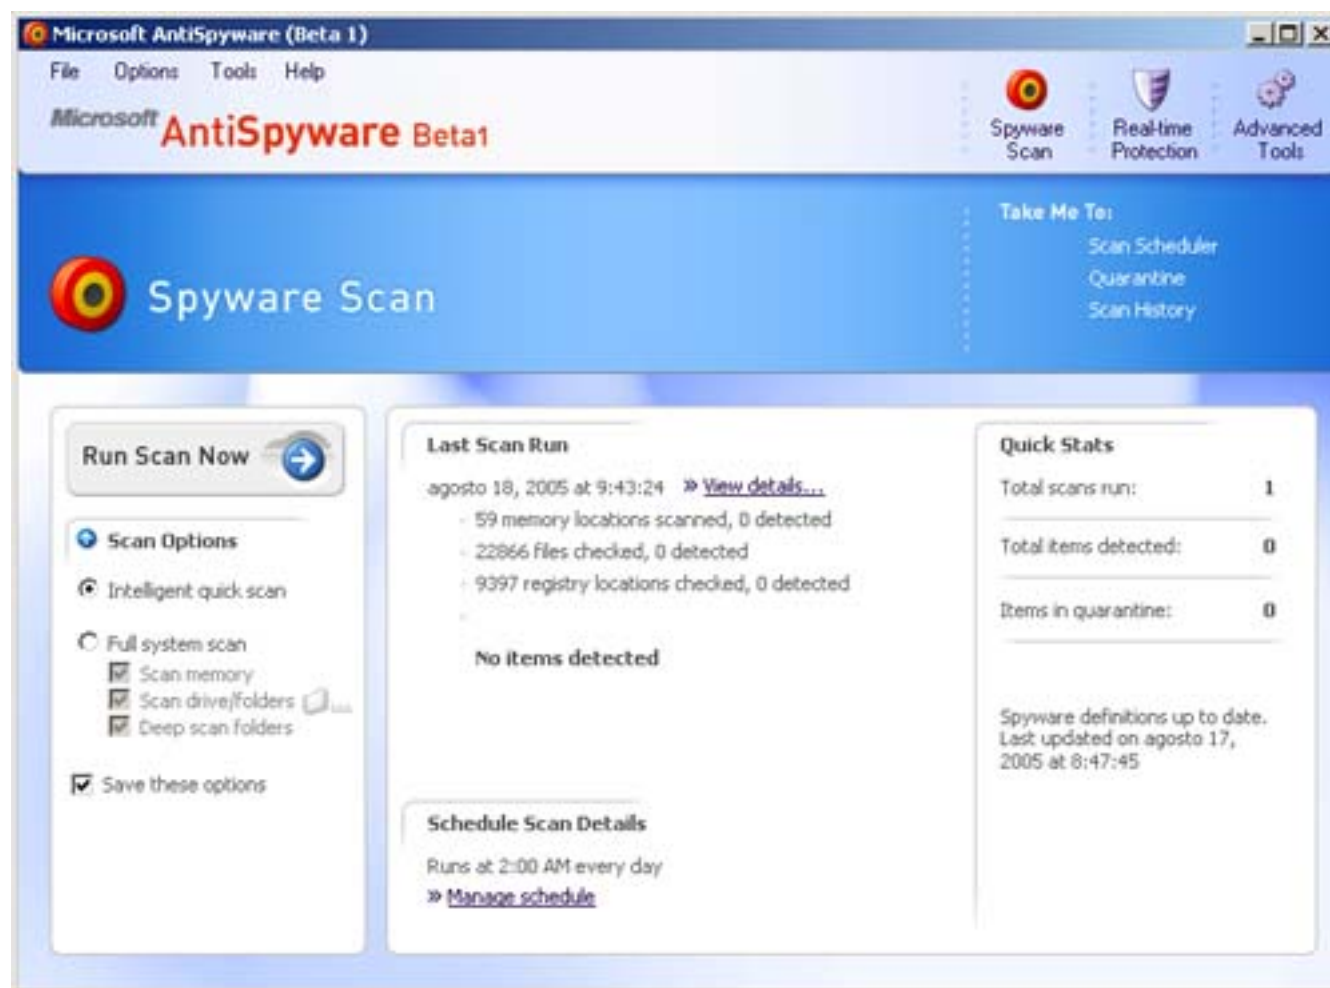 Microsoft AntiSpyware (Beta 1)
File Options Tools Help
Microsoft AntiSpyware Beta1
Spyware Scan
Real-time Protection
Advanced Tools
Spyware Scan
Take Me To:
Scan Scheduler
Quarantine
Scan History
Run Scan Now
Scan Options
Intelligent quick scan
Full system scan
Scan memory
Scan drive/folders ...
Deep scan folders
Save these options
Last Scan Run
agosto 18, 2005 at 9:43:24 » View details...
59 memory locations scanned, 0 detected
22866 files checked, 0 detected
9397 registry locations checked, 0 detected
No items detected
Schedule Scan Details
Runs at 2:00 AM every day
» Manage schedule
Quick Stats
Total scans run: 1
Total items detected: 0
Items in quarantine: 0
Spyware definitions up to date.
Last updated on agosto 17,
2005 at 8:47:45